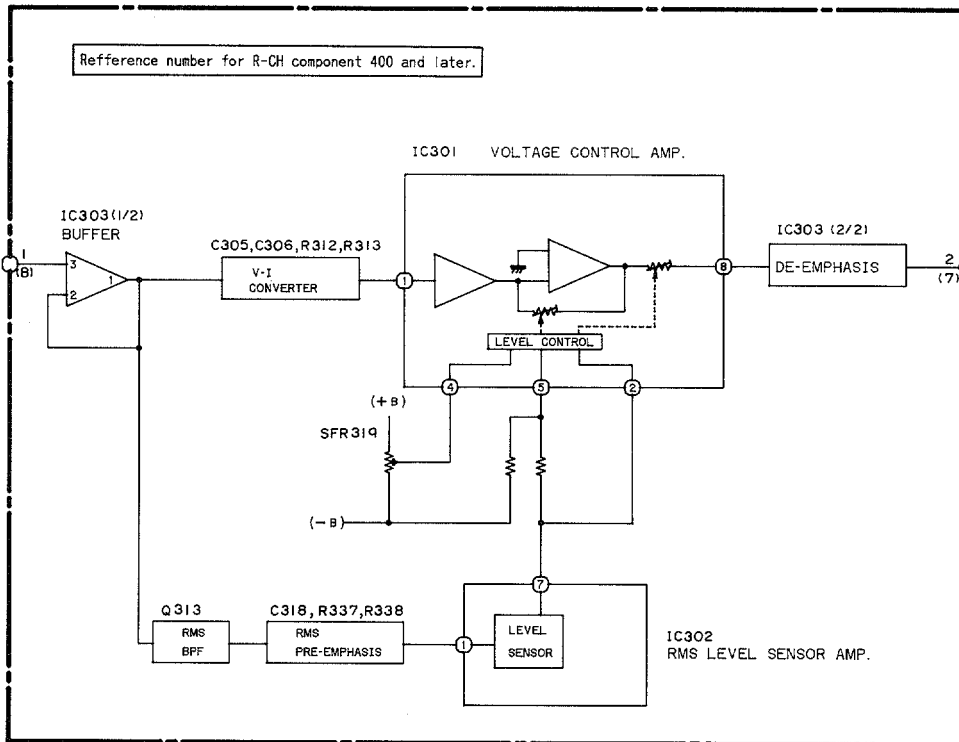 Refference number for R-CH component 400 and later.
IC301 VOLTAGE CONTROL AMP.
IC303 (1/2)
BUFFER
C305, C306, R312, R313
IC303 (2/2)
1
(8)
3
2
1
V-I
CONVERTER
1
8
DE-EMPHASIS
2
(7)
LEVEL CONTROL
4
5
2
(+B)
SFR319
(-B)
7
Q313
C318, R337, R338
RMS
BPF
RMS
PRE-EMPHASIS
1
LEVEL
SENSOR
IC302
RMS LEVEL SENSOR AMP.